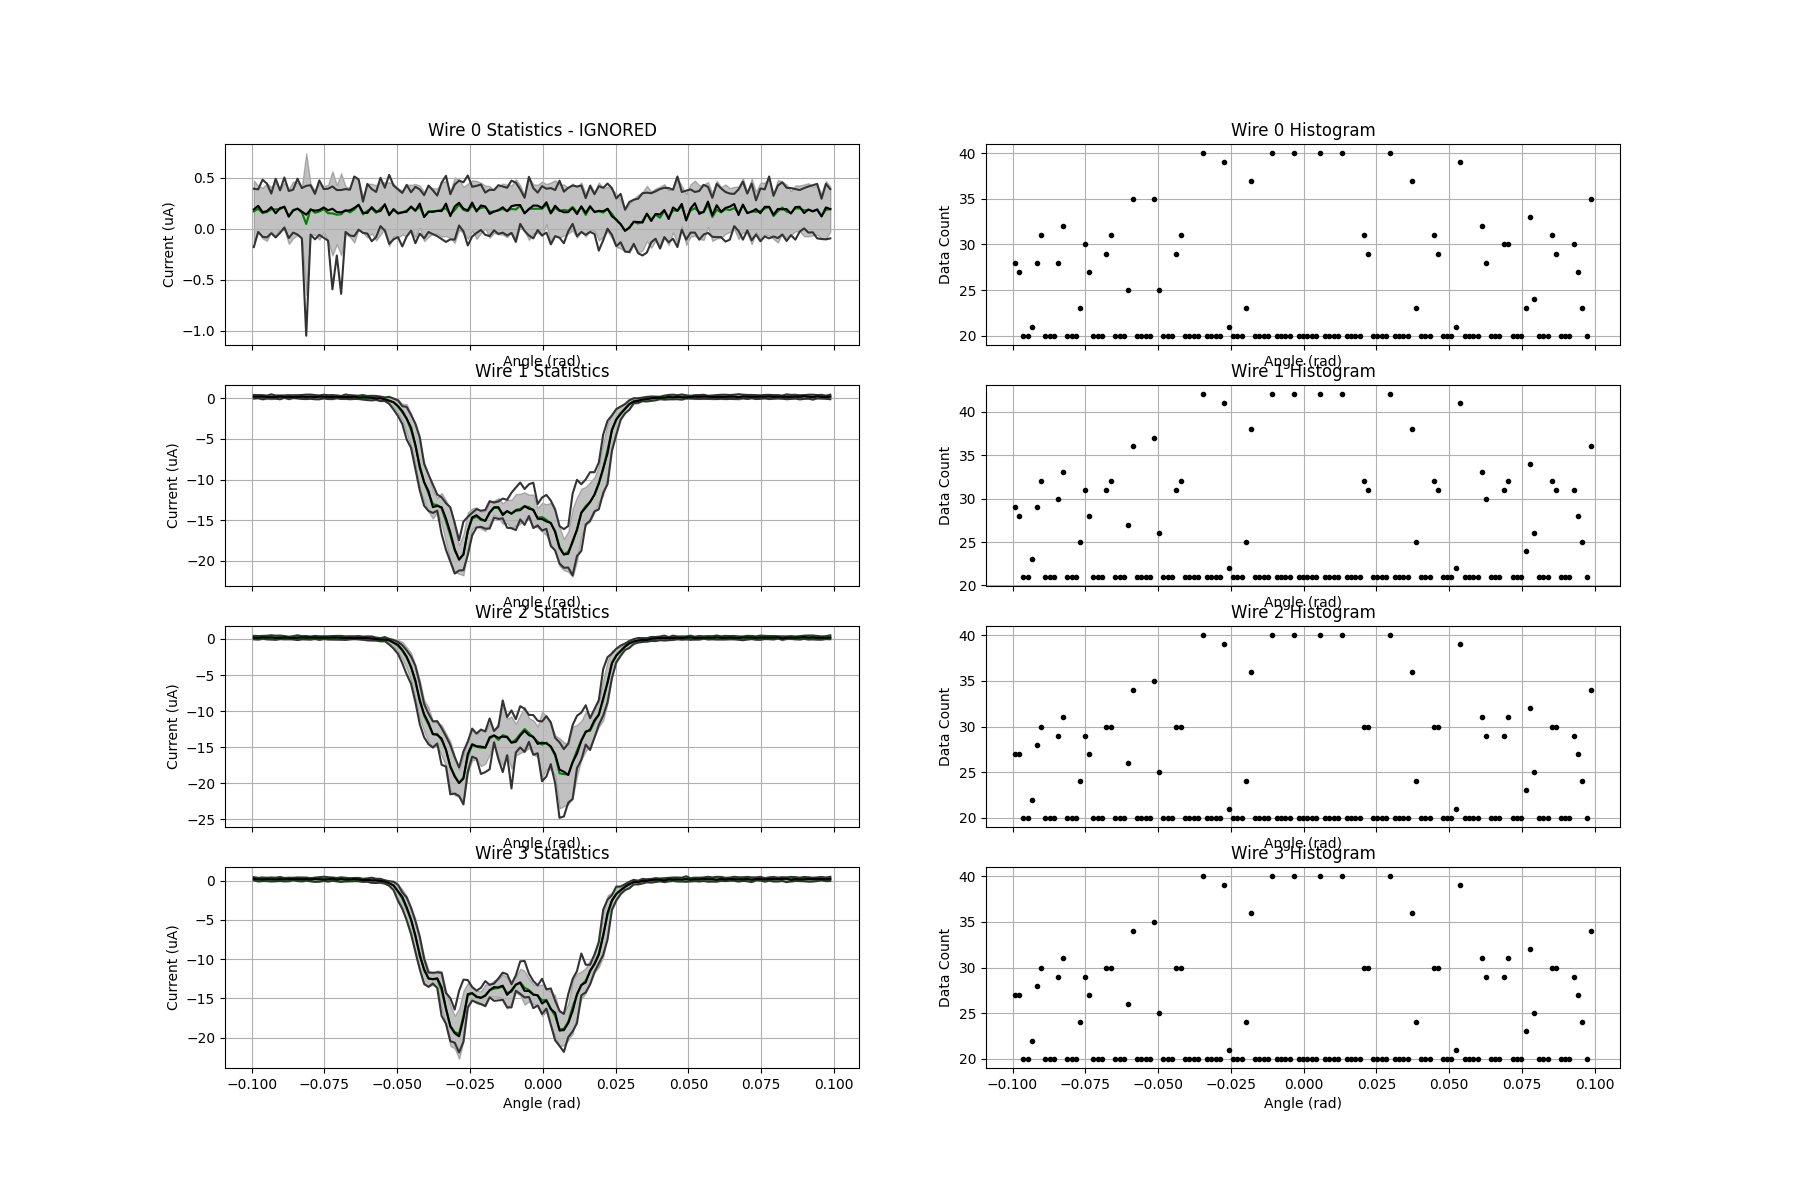 Wire 0 Statistics - IGNORED
Current (uA)
0.5
0.0
−0.5
−1.0
Angle (rad)
Wire 0 Histogram
Data Count
40
35
30
25
20
Angle (rad)
Wire 1 Statistics
Current (uA)
0
−5
−10
−15
−20
Angle (rad)
Wire 1 Histogram
Data Count
40
35
30
25
20
Angle (rad)
Wire 2 Statistics
Current (uA)
0
−5
−10
−15
−20
−25
Angle (rad)
Wire 2 Histogram
Data Count
40
35
30
25
20
Angle (rad)
Wire 3 Statistics
Current (uA)
0
−5
−10
−15
−20
−0.100 −0.075 −0.050 −0.025 0.000 0.025 0.050 0.075 0.100
Angle (rad)
Wire 3 Histogram
Data Count
40
35
30
25
20
−0.100 −0.075 −0.050 −0.025 0.000 0.025 0.050 0.075 0.100
Angle (rad)